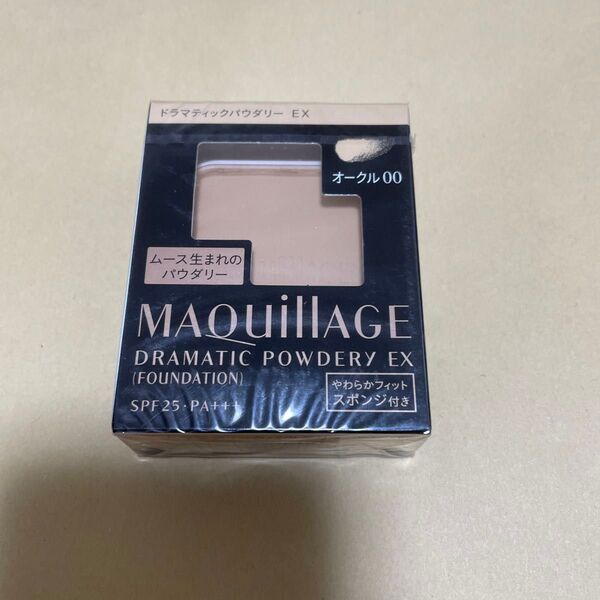 ドラマティックパウダリー EX
オークル00
ムース生まれの
パウダリー
MAQuillAGE
DRAMATIC POWDERY EX
(FOUNDATION)
やわらかフィット
スポンジ付き
SPF25・PA+++